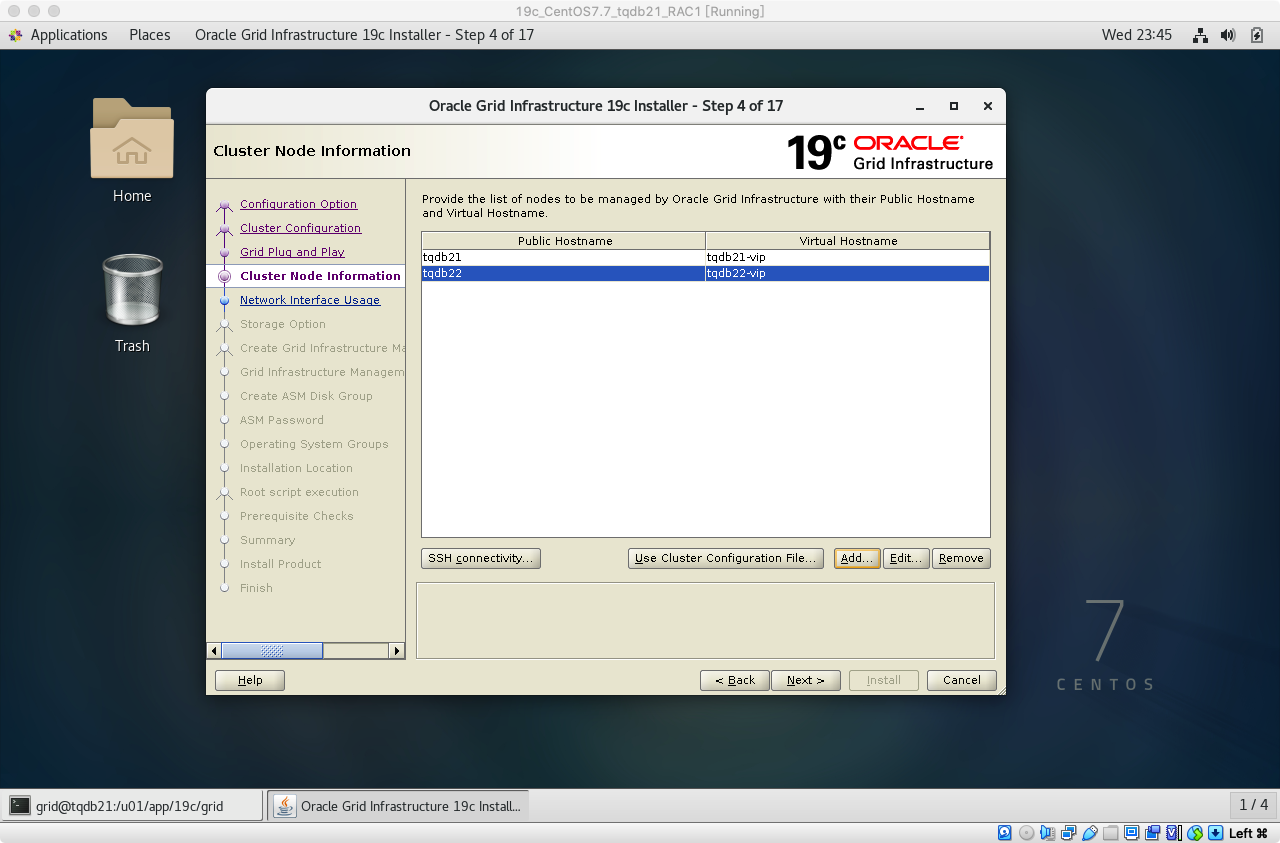 19c_CentOS7.7_tqdb21_RAC1 [Running]
Applications Places Oracle Grid Infrastructure 19c Installer - Step 4 of 17 Wed 23:45
Home
Trash
Oracle Grid Infrastructure 19c Installer - Step 4 of 17
Cluster Node Information
19c ORACLE
Grid Infrastructure
Configuration Option
Cluster Configuration
Grid Plug and Play
Cluster Node Information
Network Interface Usage
Storage Option
Create Grid Infrastructure Ma
Grid Infrastructure Managem
Create ASM Disk Group
ASM Password
Operating System Groups
Installation Location
Root script execution
Prerequisite Checks
Summary
Install Product
Finish
Provide the list of nodes to be managed by Oracle Grid Infrastructure with their Public Hostname
and Virtual Hostname.
Public Hostname Virtual Hostname
tqdb21 tqdb21-vip
tqdb22 tqdb22-vip
SSH connectivity... Use Cluster Configuration File... Add... Edit... Remove
Help < Back Next > Install Cancel
7
CENTOS
grid@tqdb21:/u01/app/19c/grid Oracle Grid Infrastructure 19c Install... 1 / 4
Left ⌘